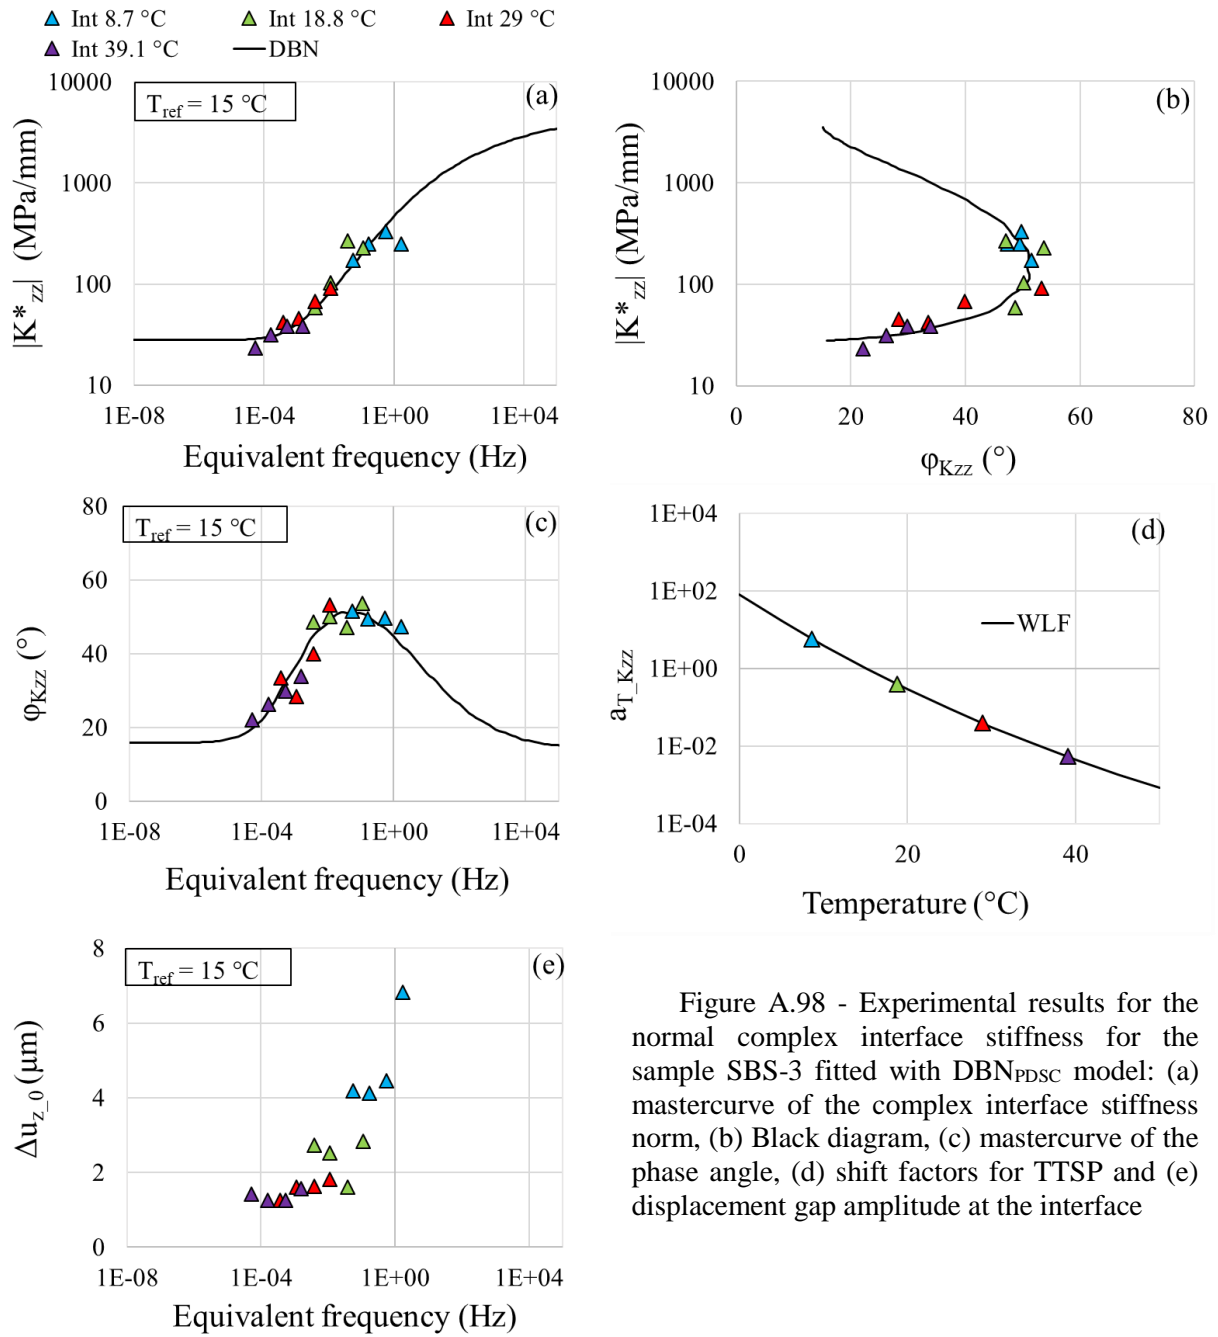 Int 8.7 °C Int 18.8 °C Int 29 °C
Int 39.1 °C DBN
(a)
Tref = 15 °C
|K*zz| (MPa/mm)
10000
1000
100
10
1E-08 1E-04 1E+00 1E+04
Equivalent frequency (Hz)
(b)
|K*zz| (MPa/mm)
10000
1000
100
10
0 20 40 60 80
φKzz (°)
(c)
Tref = 15 °C
φKzz (°)
80
60
40
20
0
1E-08 1E-04 1E+00 1E+04
Equivalent frequency (Hz)
(d)
WLF
aT_Kzz
1E+04
1E+02
1E+00
1E-02
1E-04
0 20 40
Temperature (°C)
(e)
Tref = 15 °C
Δuz_0 (μm)
8
6
4
2
0
1E-08 1E-04 1E+00 1E+04
Equivalent frequency (Hz)
Figure A.98 - Experimental results for the
normal complex interface stiffness for the
sample SBS-3 fitted with DBNPDSC model: (a)
mastercurve of the complex interface stiffness
norm, (b) Black diagram, (c) mastercurve of the
phase angle, (d) shift factors for TTSP and (e)
displacement gap amplitude at the interface